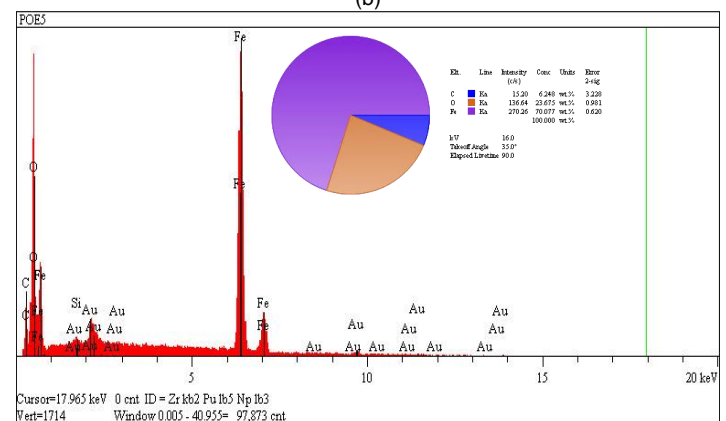 (b)
POE5
Fe
Elt. Line Intensity Conc Units Error
(c/s) 2-sig
C Ka 15.20 6.248 wt.% 3.228
O Ka 136.64 23.675 wt.% 0.981
Fe Ka 270.26 70.077 wt.% 0.620
100.000 wt.%
kV 16.0
Takeoff Angle 35.0°
Elapsed Livetime 90.0
O
Fe
O
C Fe
Si Au Au Au Fe Au Au
C Au Au Au Fe Au Au Au
Fe Au Au Au Au Au Au Au Au Au
5 10 15 20 keV
Cursor=17.965 keV 0 cnt ID = Zr kb2 Pu lb5 Np lb3
Vert=1714 Window 0.005 - 40.955= 97,873 cnt